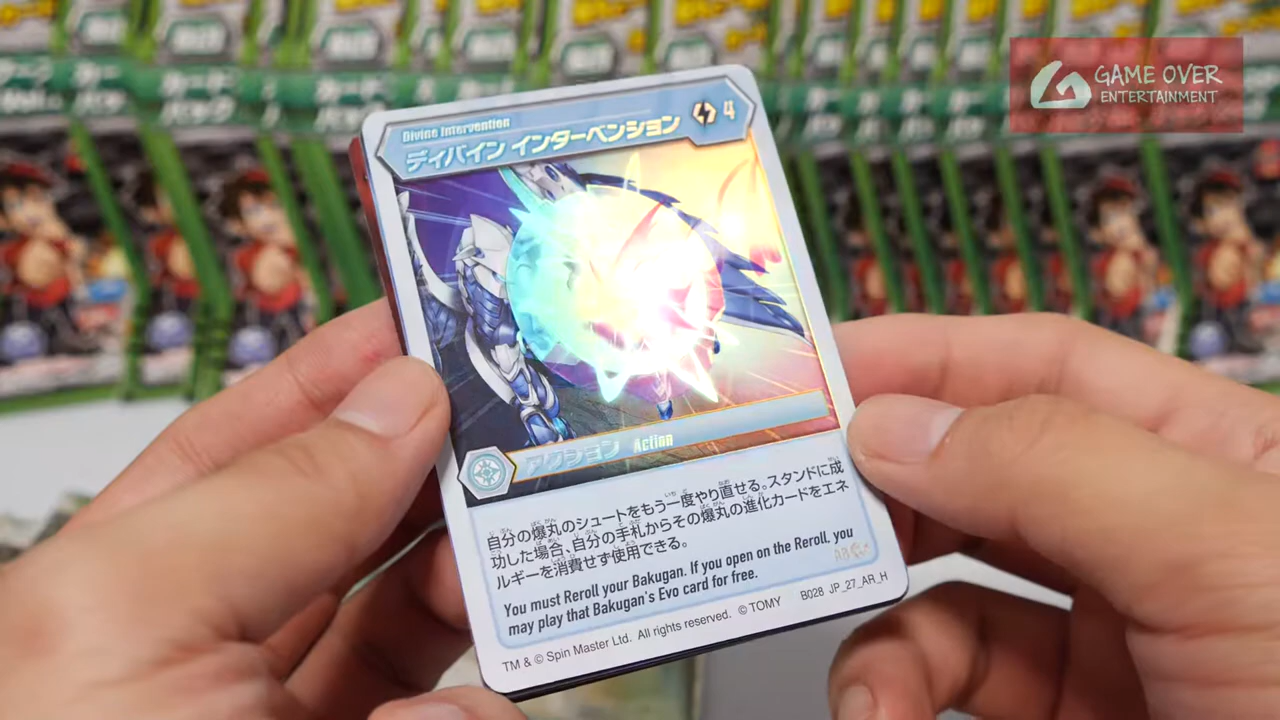 GAME OVER
ENTERTAINMENT
カード
パック
Divine Intervention
ディバイン インターベンション
4
アクション Action
自分の爆丸のシュートをもう一度やり直せる。スタンドに成
功した場合、自分の手札からその爆丸の進化カードをエネ
ルギーを消費せず使用できる。
You must Reroll your Bakugan. If you open on the Reroll, you
may play that Bakugan's Evo card for free.
TM & © Spin Master Ltd. All rights reserved. © TOMY B028 JP_27_AR_H